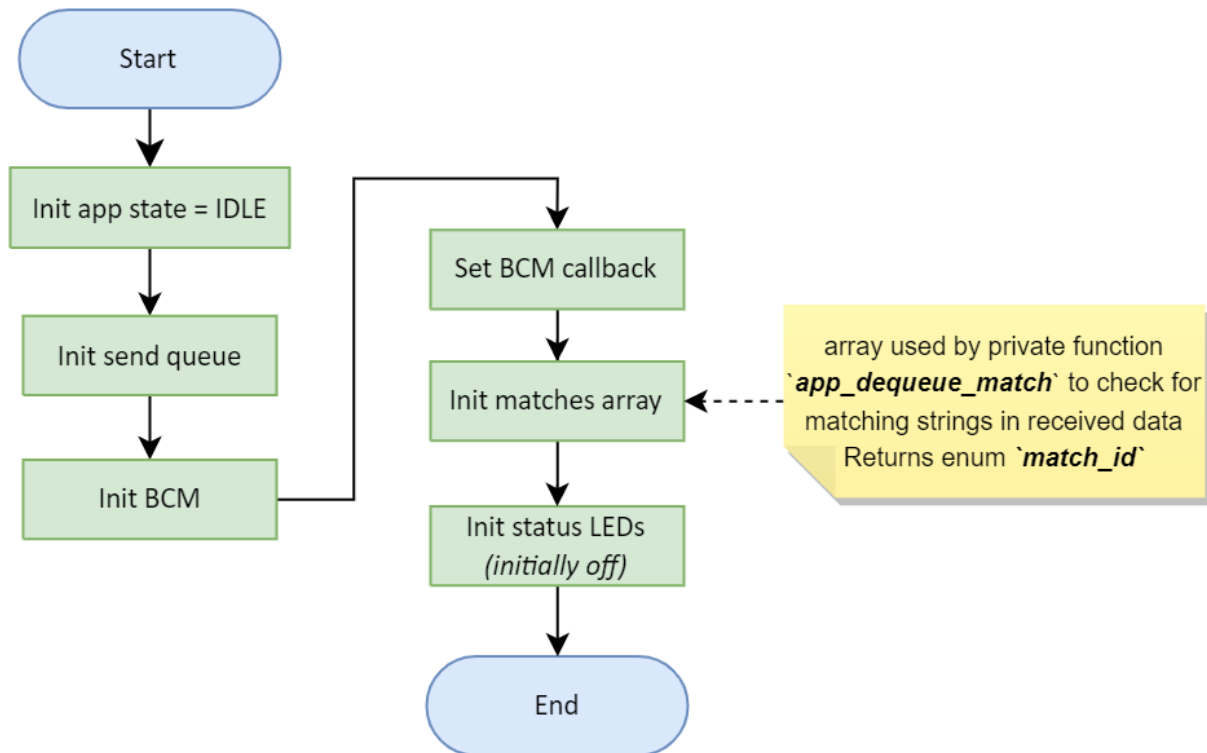 Start
Init app state = IDLE
Init send queue
Init BCM
Set BCM callback
Init matches array
Init status LEDs
(initially off)
End
array used by private function
`app_dequeue_match` to check for
matching strings in received data
Returns enum `match_id`